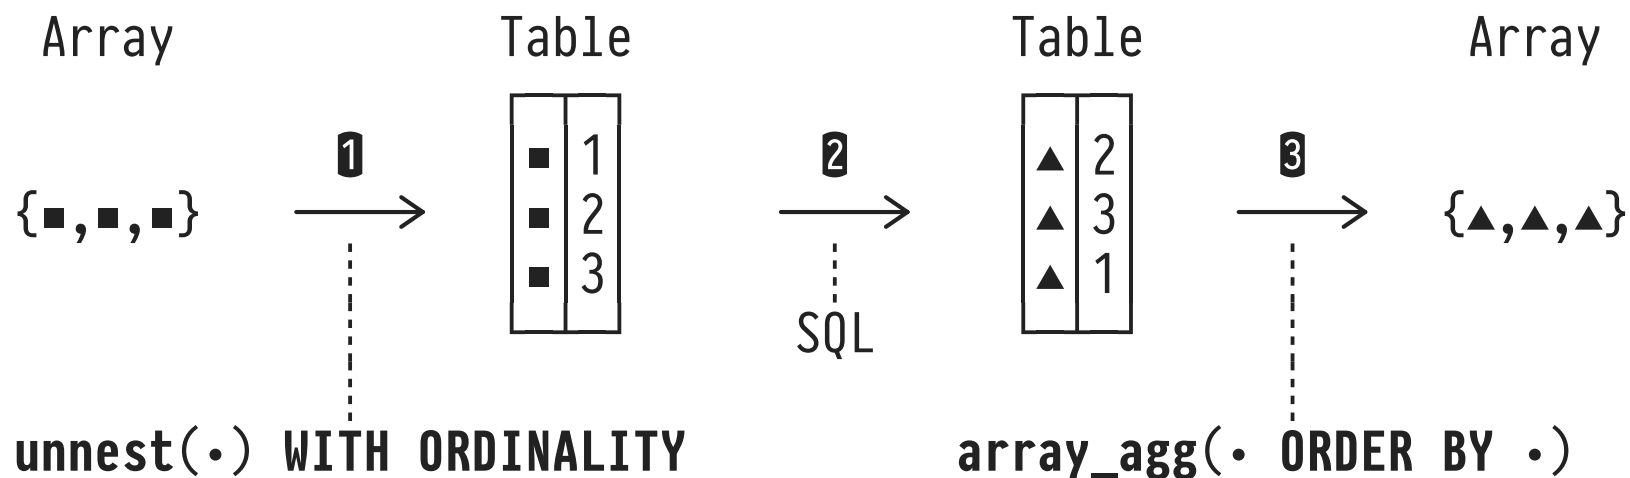 Array Table Table Array
1 2 3
1 2
{■,■,■} 2 3 {▲,▲,▲}
3 1
SQL
unnest(·) WITH ORDINALITY array_agg(· ORDER BY ·)